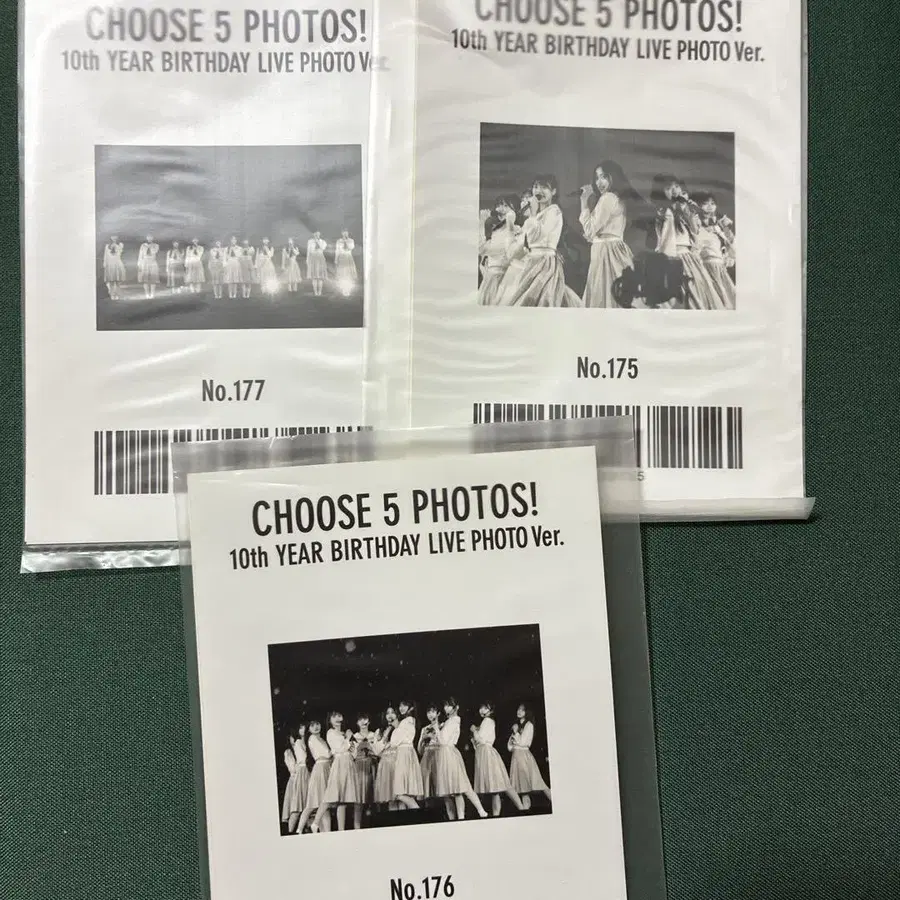 CHOOSE 5 PHOTOS!
10th YEAR BIRTHDAY LIVE PHOTO Ver.
No.177
CHOOSE 5 PHOTOS!
10th YEAR BIRTHDAY LIVE PHOTO Ver.
No.175
5
CHOOSE 5 PHOTOS!
10th YEAR BIRTHDAY LIVE PHOTO Ver.
No.176